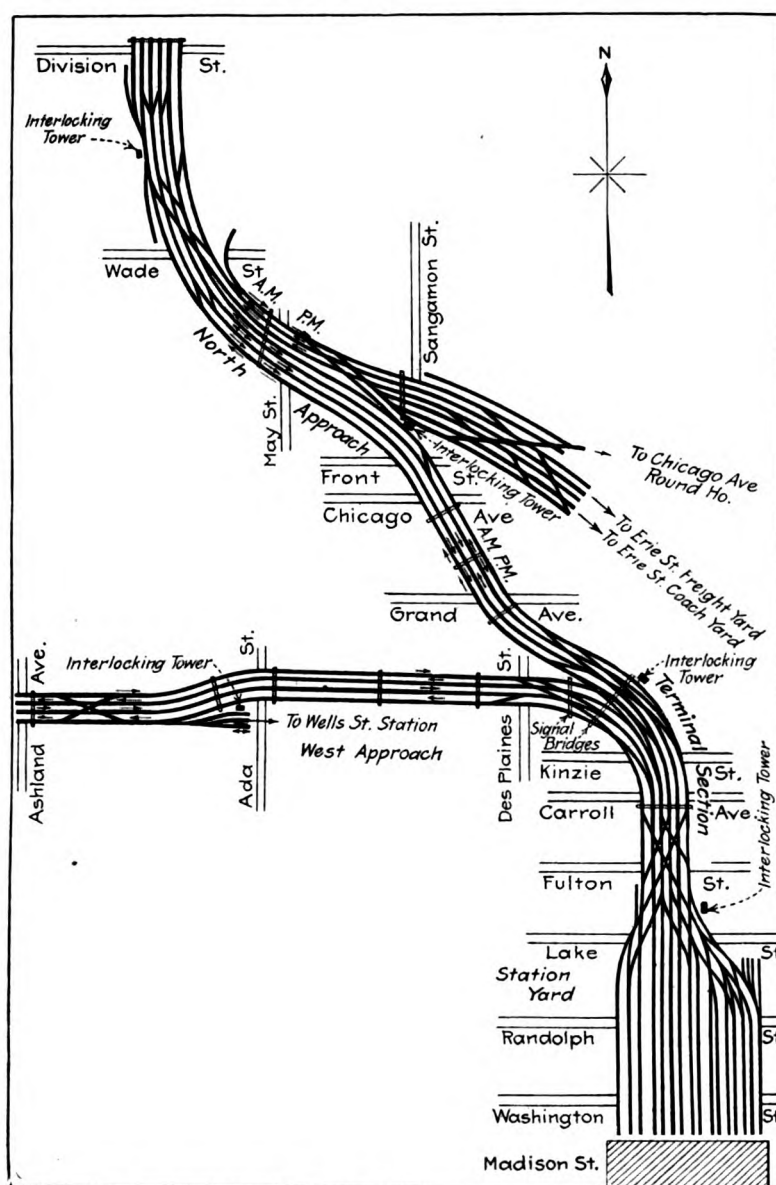 Division St.
N
Interlocking
Tower
Wade St.
A.M.
P.M.
Sangamon St.
North
Approach
May St.
To Chicago Ave
Round Ho.
Interlocking Tower
Front St.
Chicago Ave
To Erie St. Freight Yard
To Erie St. Coach Yard
A.M. P.M.
Grand Ave.
Ave.
St.
St.
Interlocking Tower
Interlocking
Tower
Terminal
Section
To Wells St. Station
West Approach
Signal
Bridges
Ashland
Ada
Des Plaines
Kinzie St.
Carroll Ave.
Interlocking Tower
Fulton St.
Lake St
Station
Yard
Randolph St
Washington St
Madison St.